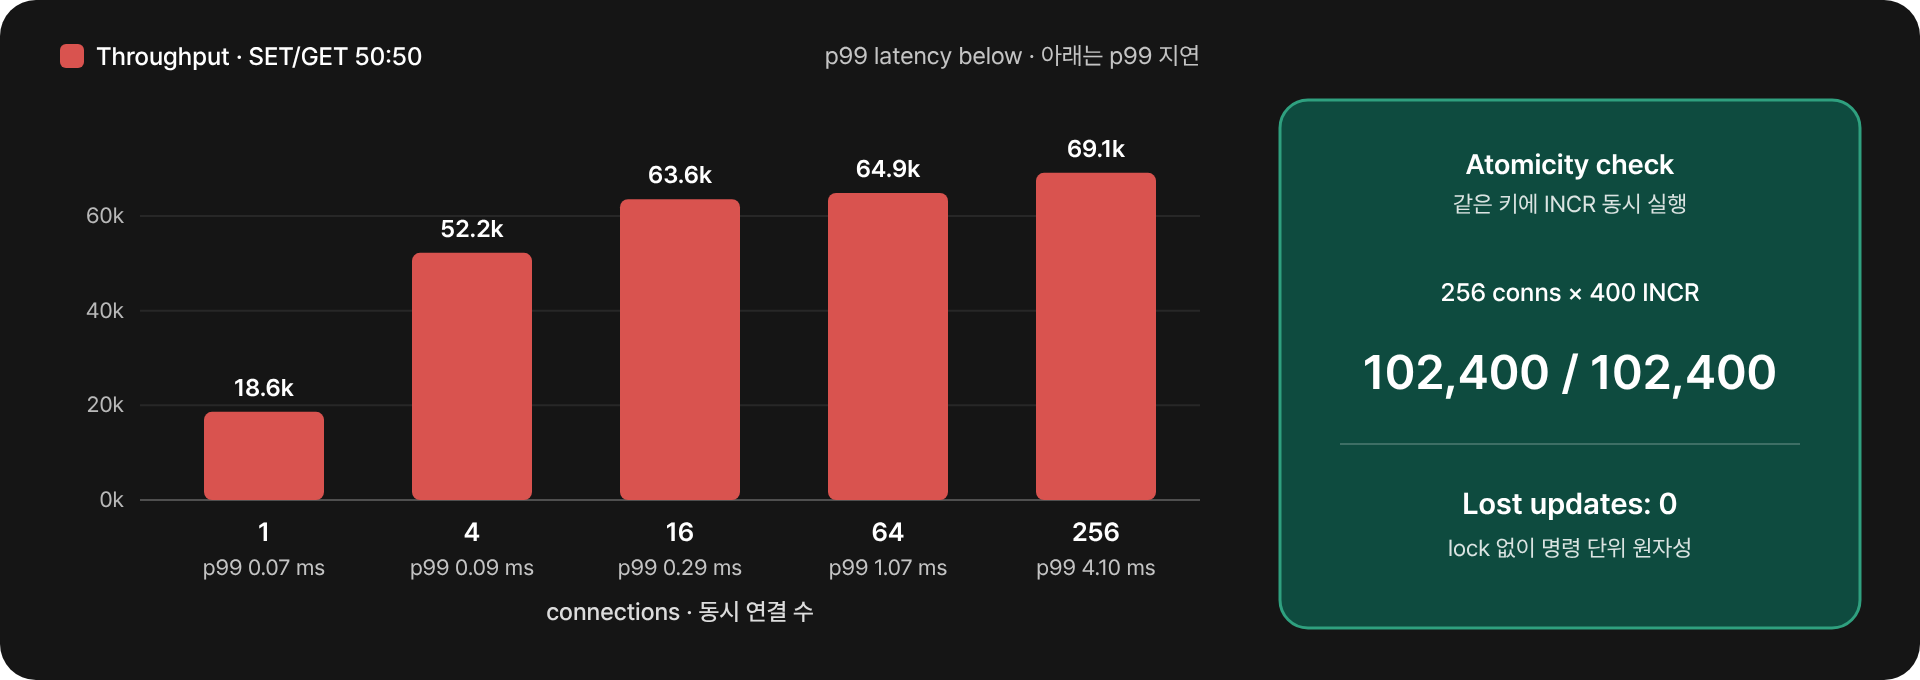 Throughput · SET/GET 50:50
p99 latency below · 아래는 p99 지연
60k
40k
20k
0k
18.6k
52.2k
63.6k
64.9k
69.1k
1
4
16
64
256
p99 0.07 ms
p99 0.09 ms
p99 0.29 ms
p99 1.07 ms
p99 4.10 ms
connections · 동시 연결 수
Atomicity check
같은 키에 INCR 동시 실행
256 conns × 400 INCR
102,400 / 102,400
Lost updates: 0
lock 없이 명령 단위 원자성